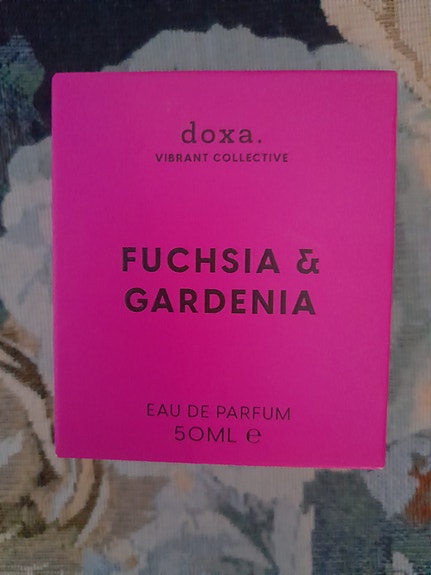 doxa.
VIBRANT COLLECTIVE
FUCHSIA &
GARDENIA
EAU DE PARFUM
50ML ℮